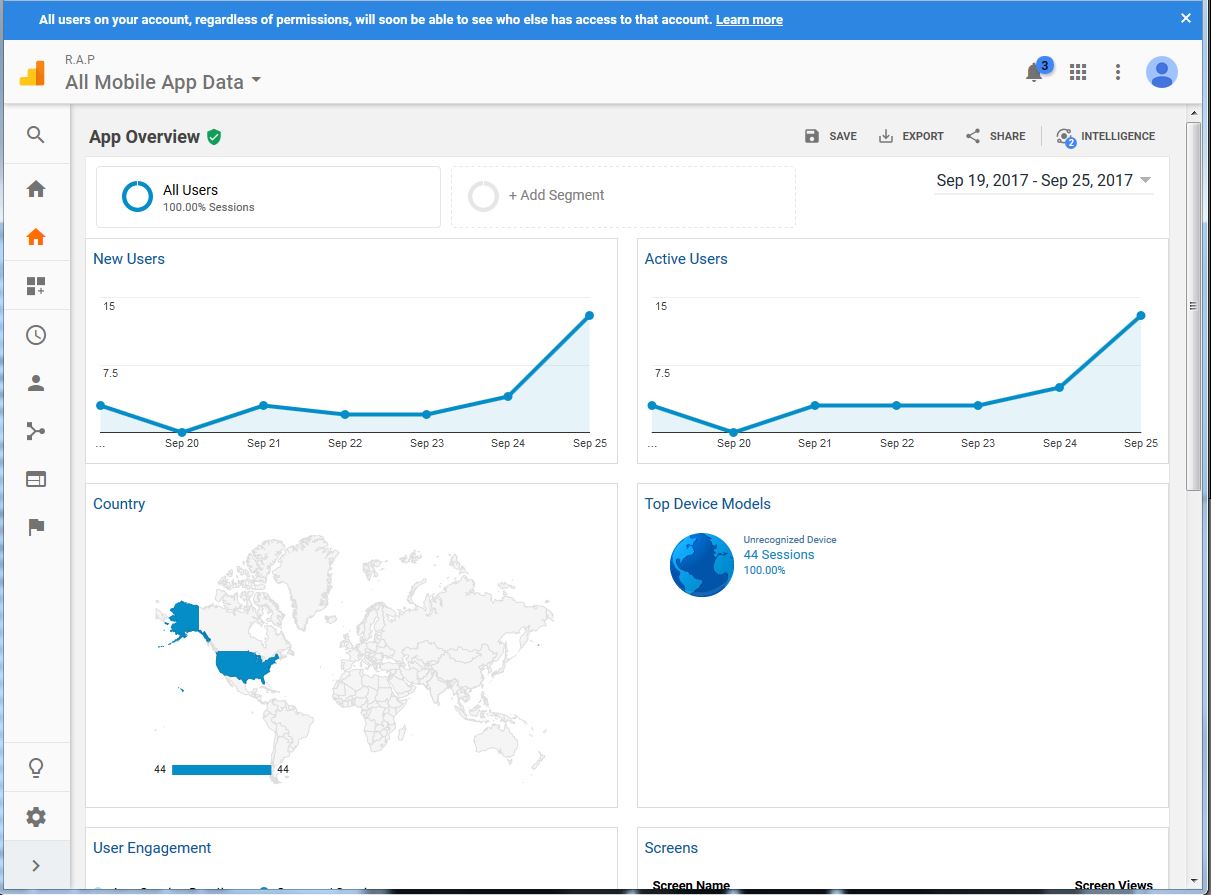 All users on your account, regardless of permissions, will soon be able to see who else has access to that account. Learn more
R.A.P
All Mobile App Data
3
App Overview
SAVE
EXPORT
SHARE
2
INTELLIGENCE
All Users
100.00% Sessions
+ Add Segment
Sep 19, 2017 - Sep 25, 2017
New Users
15
7.5
... Sep 20 Sep 21 Sep 22 Sep 23 Sep 24 Sep 25
Active Users
15
7.5
... Sep 20 Sep 21 Sep 22 Sep 23 Sep 24 Sep 25
Country
44 44
Top Device Models
Unrecognized Device
44 Sessions
100.00%
User Engagement
Screens
Screen Name Screen Views